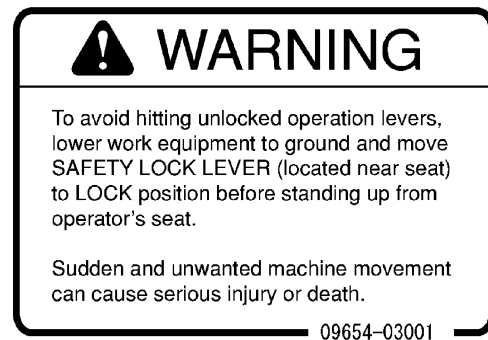 WARNING
To avoid hitting unlocked operation levers,
lower work equipment to ground and move
SAFETY LOCK LEVER (located near seat)
to LOCK position before standing up from
operator's seat.
Sudden and unwanted machine movement
can cause serious injury or death.
09654-03001